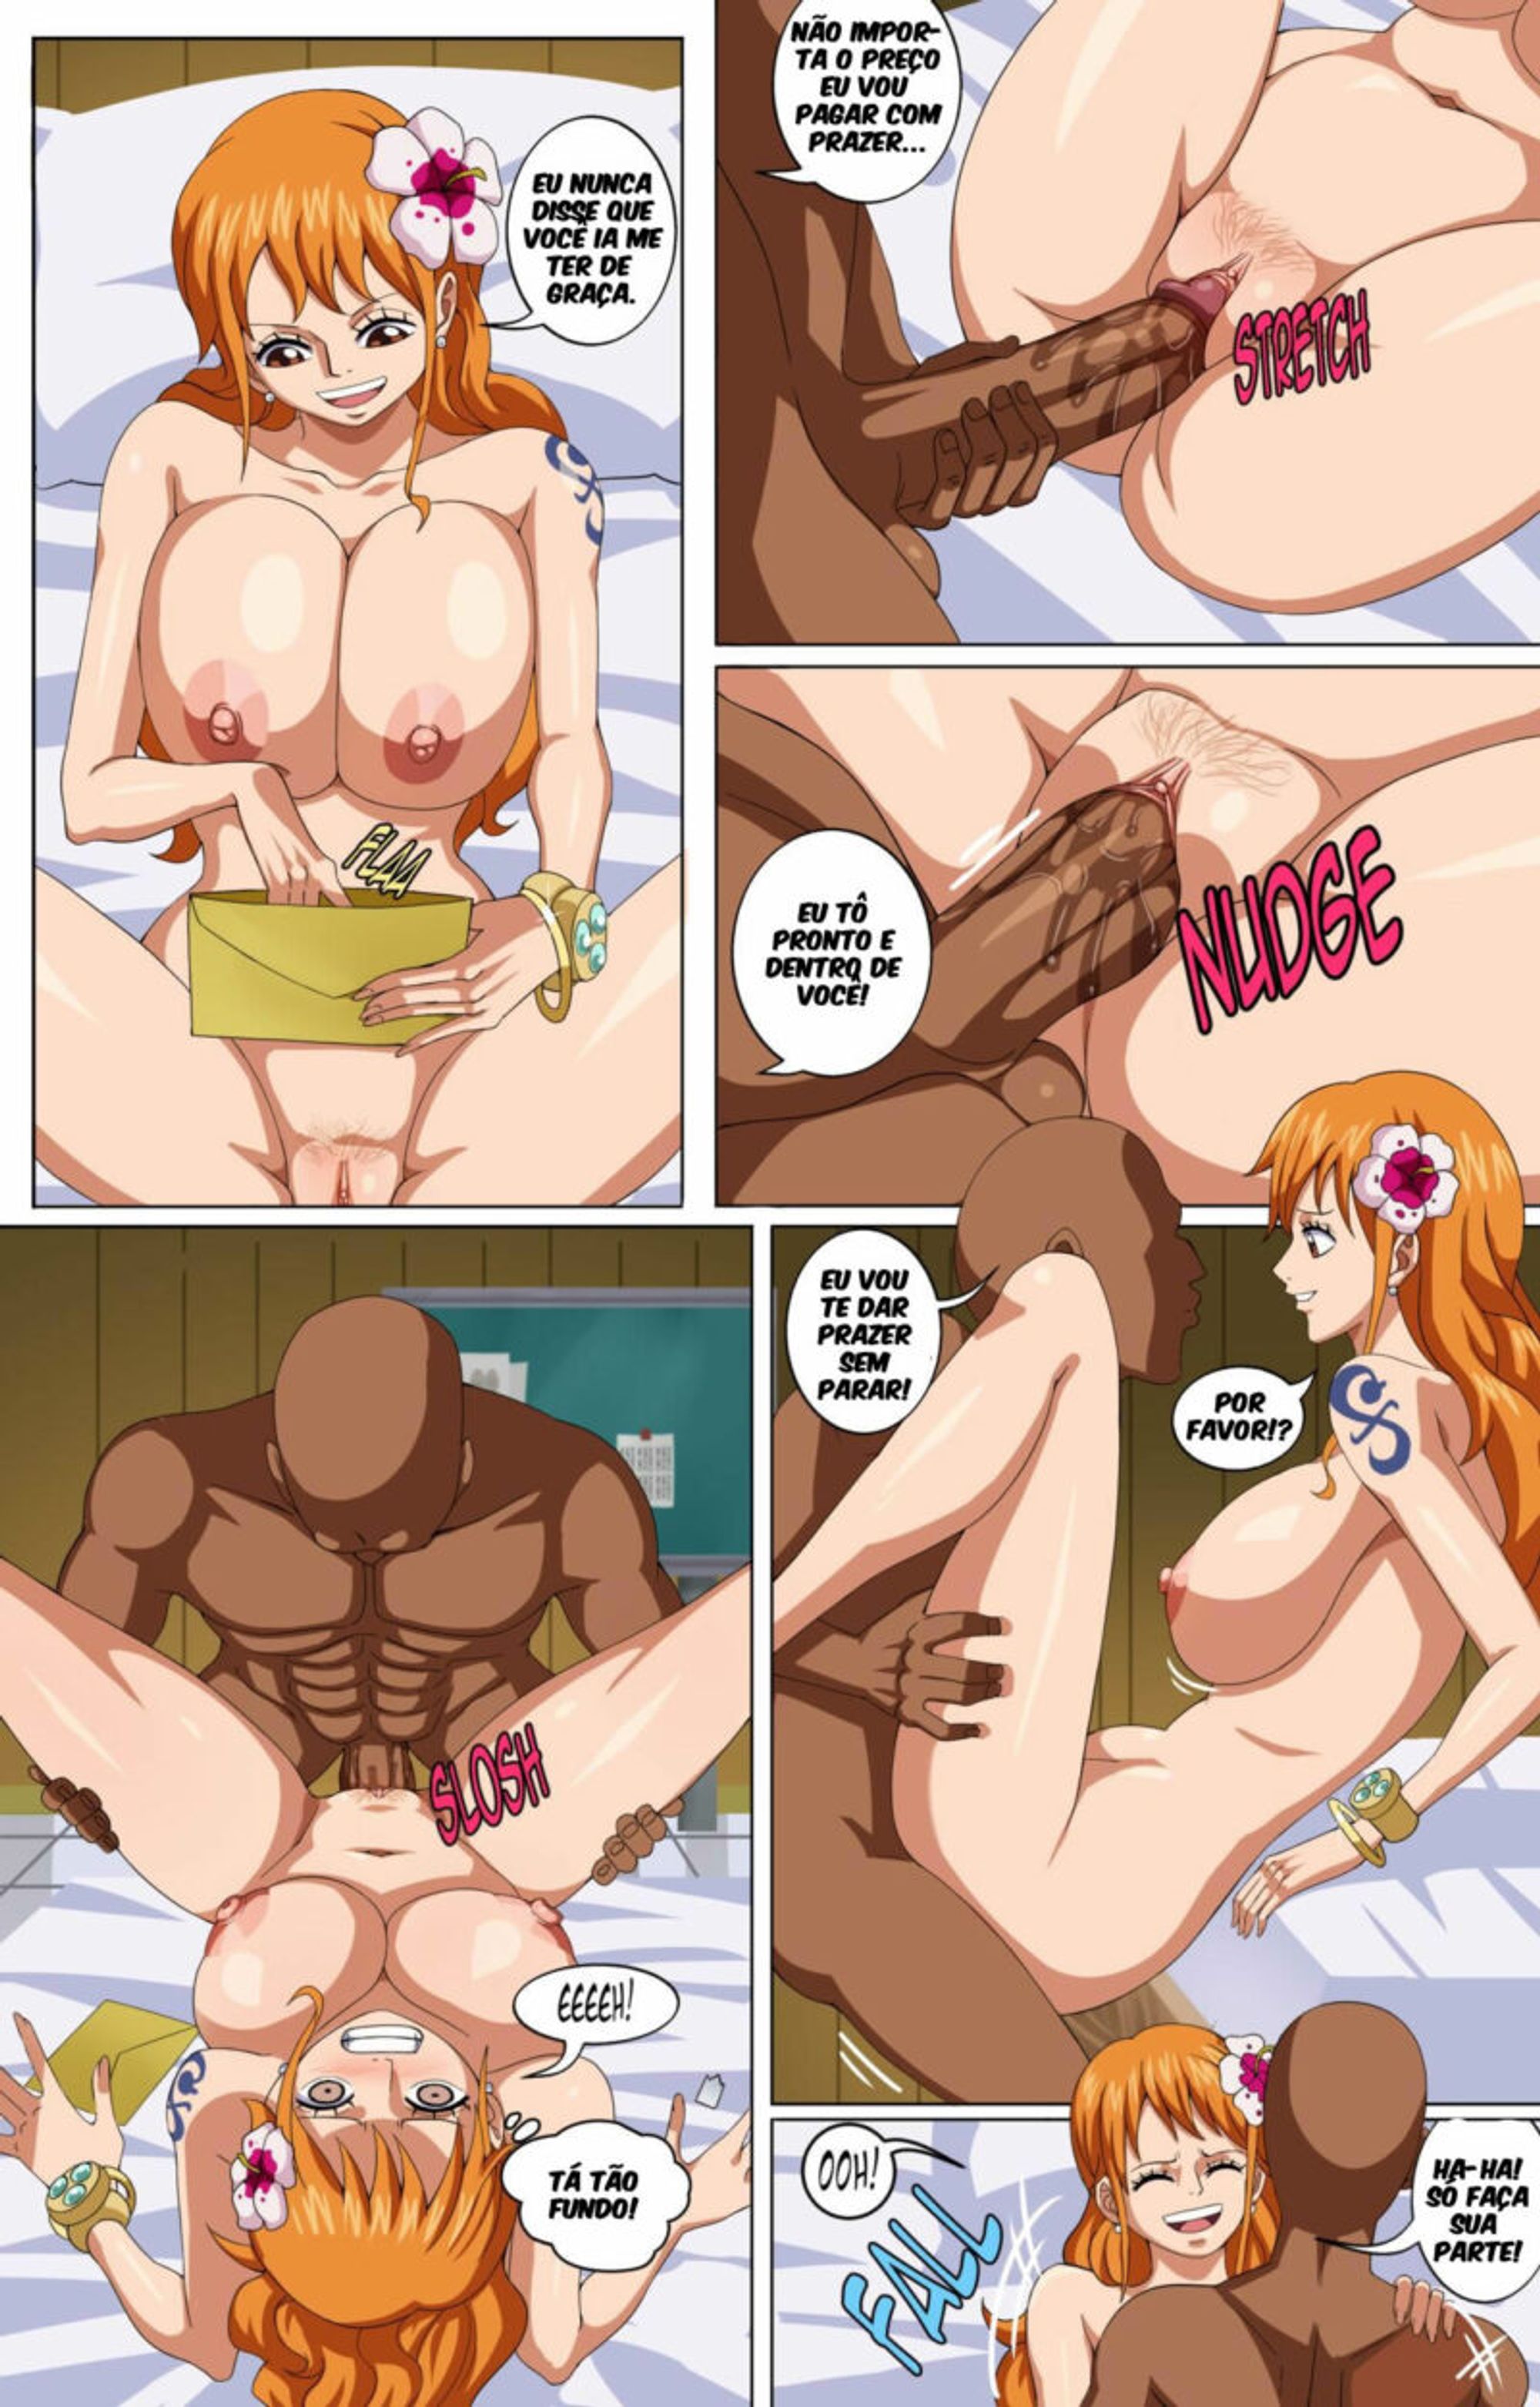 EU NUNCA
DISSE QUE
VOCÊ IA ME
TER DE
GRAÇA.
FLAA
NÃO IMPOR-
TA O PREÇO
EU VOU
PAGAR COM
PRAZER...
STRETCH
EU TÔ
PRONTO E
DENTRO DE
VOCÊ!
NUDGE
SLOSH
EEEEH!
TÁ TÃO
FUNDO!
EU VOU
TE DAR
PRAZER
SEM
PARAR!
POR
FAVOR!?
OOH!
FALL
HA-HA!
SÓ FAÇA
SUA
PARTE!